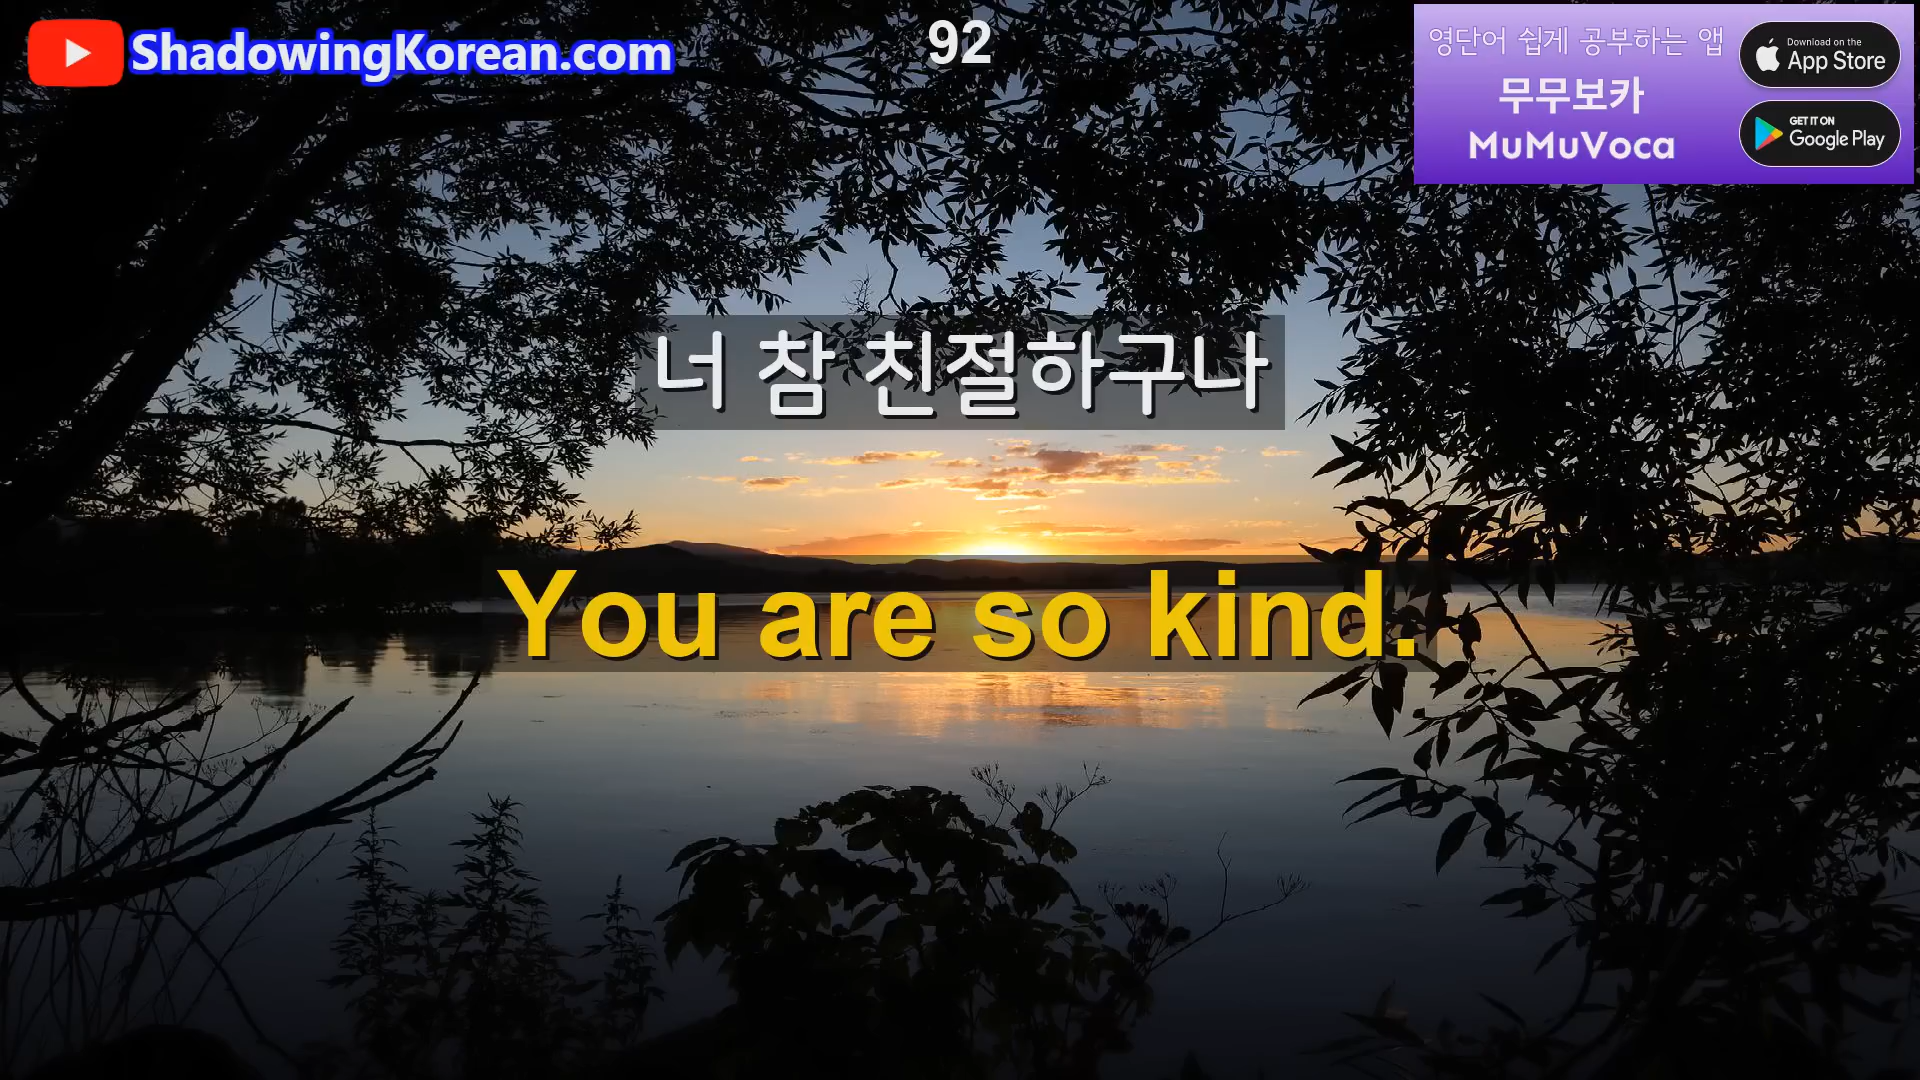 ShadowingKorean.com
92
영단어 쉽게 공부하는 앱
무무보카
MuMuVoca
Download on the
App Store
GET IT ON
Google Play
너 참 친절하구나
You are so kind.